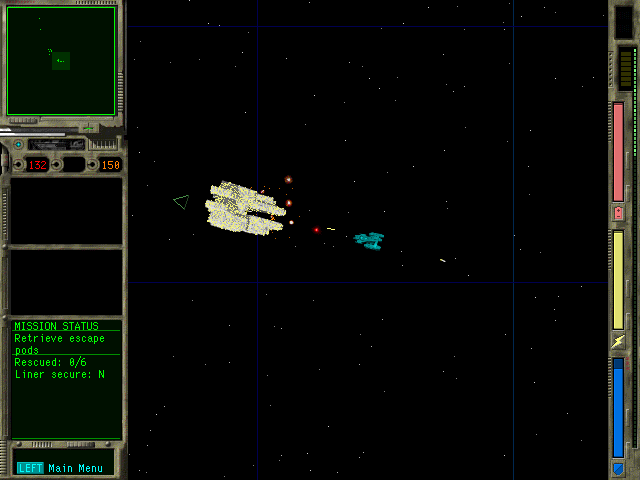 132
150
MISSION STATUS
Retrieve escape
pods
Rescued: 0/6
Liner secure: N
LEFT Main Menu